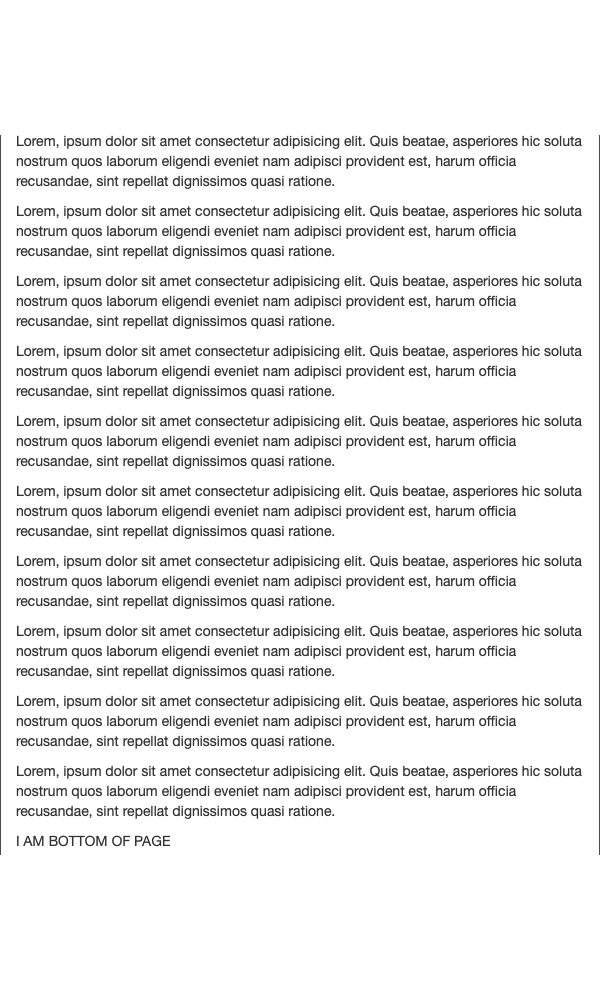 Lorem, ipsum dolor sit amet consectetur adipisicing elit. Quis beatae, asperiores hic soluta
nostrum quos laborum eligendi eveniet nam adipisci provident est, harum officia
recusandae, sint repellat dignissimos quasi ratione.
Lorem, ipsum dolor sit amet consectetur adipisicing elit. Quis beatae, asperiores hic soluta
nostrum quos laborum eligendi eveniet nam adipisci provident est, harum officia
recusandae, sint repellat dignissimos quasi ratione.
Lorem, ipsum dolor sit amet consectetur adipisicing elit. Quis beatae, asperiores hic soluta
nostrum quos laborum eligendi eveniet nam adipisci provident est, harum officia
recusandae, sint repellat dignissimos quasi ratione.
Lorem, ipsum dolor sit amet consectetur adipisicing elit. Quis beatae, asperiores hic soluta
nostrum quos laborum eligendi eveniet nam adipisci provident est, harum officia
recusandae, sint repellat dignissimos quasi ratione.
Lorem, ipsum dolor sit amet consectetur adipisicing elit. Quis beatae, asperiores hic soluta
nostrum quos laborum eligendi eveniet nam adipisci provident est, harum officia
recusandae, sint repellat dignissimos quasi ratione.
Lorem, ipsum dolor sit amet consectetur adipisicing elit. Quis beatae, asperiores hic soluta
nostrum quos laborum eligendi eveniet nam adipisci provident est, harum officia
recusandae, sint repellat dignissimos quasi ratione.
Lorem, ipsum dolor sit amet consectetur adipisicing elit. Quis beatae, asperiores hic soluta
nostrum quos laborum eligendi eveniet nam adipisci provident est, harum officia
recusandae, sint repellat dignissimos quasi ratione.
Lorem, ipsum dolor sit amet consectetur adipisicing elit. Quis beatae, asperiores hic soluta
nostrum quos laborum eligendi eveniet nam adipisci provident est, harum officia
recusandae, sint repellat dignissimos quasi ratione.
Lorem, ipsum dolor sit amet consectetur adipisicing elit. Quis beatae, asperiores hic soluta
nostrum quos laborum eligendi eveniet nam adipisci provident est, harum officia
recusandae, sint repellat dignissimos quasi ratione.
Lorem, ipsum dolor sit amet consectetur adipisicing elit. Quis beatae, asperiores hic soluta
nostrum quos laborum eligendi eveniet nam adipisci provident est, harum officia
recusandae, sint repellat dignissimos quasi ratione.
I AM BOTTOM OF PAGE